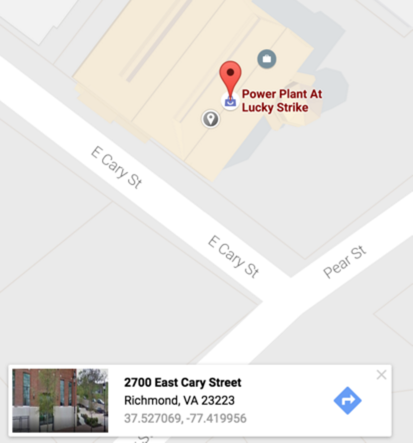 Power Plant At
Lucky Strike
E Cary St
E Cary St
Pear St
2700 East Cary Street
Richmond, VA 23223
37.527069, -77.419956